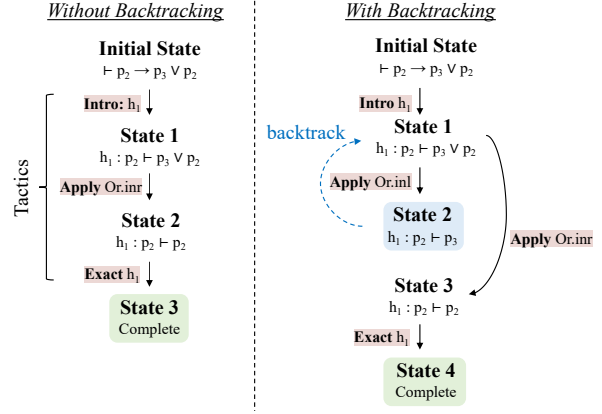 Without Backtracking
Initial State
⊢ p₂ → p₃ ∨ p₂
Intro: h₁
State 1
h₁ : p₂ ⊢ p₃ ∨ p₂
Apply Or.inr
State 2
h₁ : p₂ ⊢ p₂
Exact h₁
State 3
Complete
Tactics
With Backtracking
Initial State
⊢ p₂ → p₃ ∨ p₂
Intro h₁
State 1
h₁ : p₂ ⊢ p₃ ∨ p₂
backtrack
Apply Or.inl
State 2
h₁ : p₂ ⊢ p₃
Apply Or.inr
State 3
h₁ : p₂ ⊢ p₂
Exact h₁
State 4
Complete